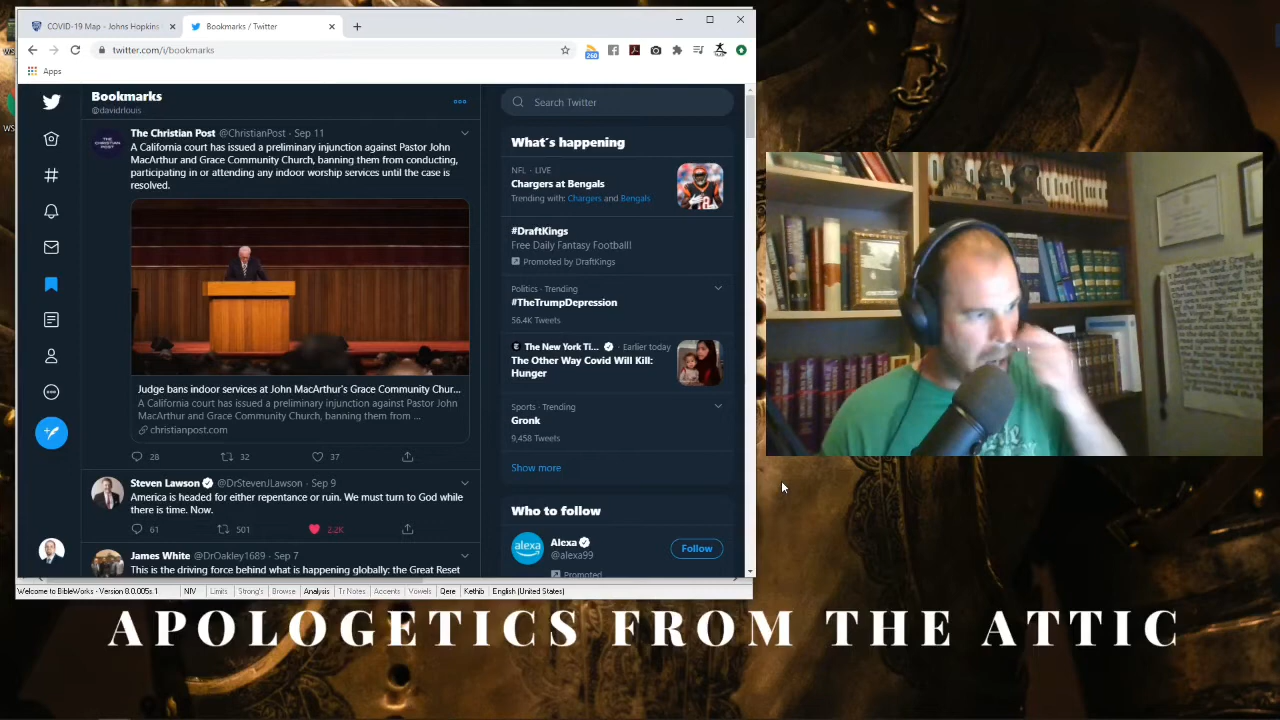 COVID-19 Map - Johns Hopkins
Bookmarks / Twitter
twitter.com/i/bookmarks
260
Apps
Bookmarks
@davidrlouis
Search Twitter
The Christian Post @ChristianPost · Sep 11
A California court has issued a preliminary injunction against Pastor John
MacArthur and Grace Community Church, banning them from conducting,
participating in or attending any indoor worship services until the case is
resolved.
Judge bans indoor services at John MacArthur's Grace Community Chur...
A California court has issued a preliminary injunction against Pastor John
MacArthur and Grace Community Church, banning them from ...
christianpost.com
28 32 37
Steven Lawson @DrStevenJLawson · Sep 9
America is headed for either repentance or ruin. We must turn to God while
there is time. Now.
61 501 2.2K
James White @DrOakley1689 · Sep 7
This is the driving force behind what is happening globally: the Great Reset
What's happening
NFL · LIVE
Chargers at Bengals
Trending with: Chargers and Bengals
#DraftKings
Free Daily Fantasy Football!
Promoted by DraftKings
Politics · Trending
#TheTrumpDepression
56.4K Tweets
The New York Ti... · Earlier today
The Other Way Covid Will Kill:
Hunger
Sports · Trending
Gronk
9,458 Tweets
Show more
Who to follow
Alexa
@alexa99
Follow
Promoted
alexa
Welcome to BibleWorks - Version 8.0.005s.1 NIV Limits Strong's Browse Analysis Tr Notes Accents Vowels Qere Kethib English (United States)
The Apostle's Creed
APOLOGETICS FROM THE ATTIC